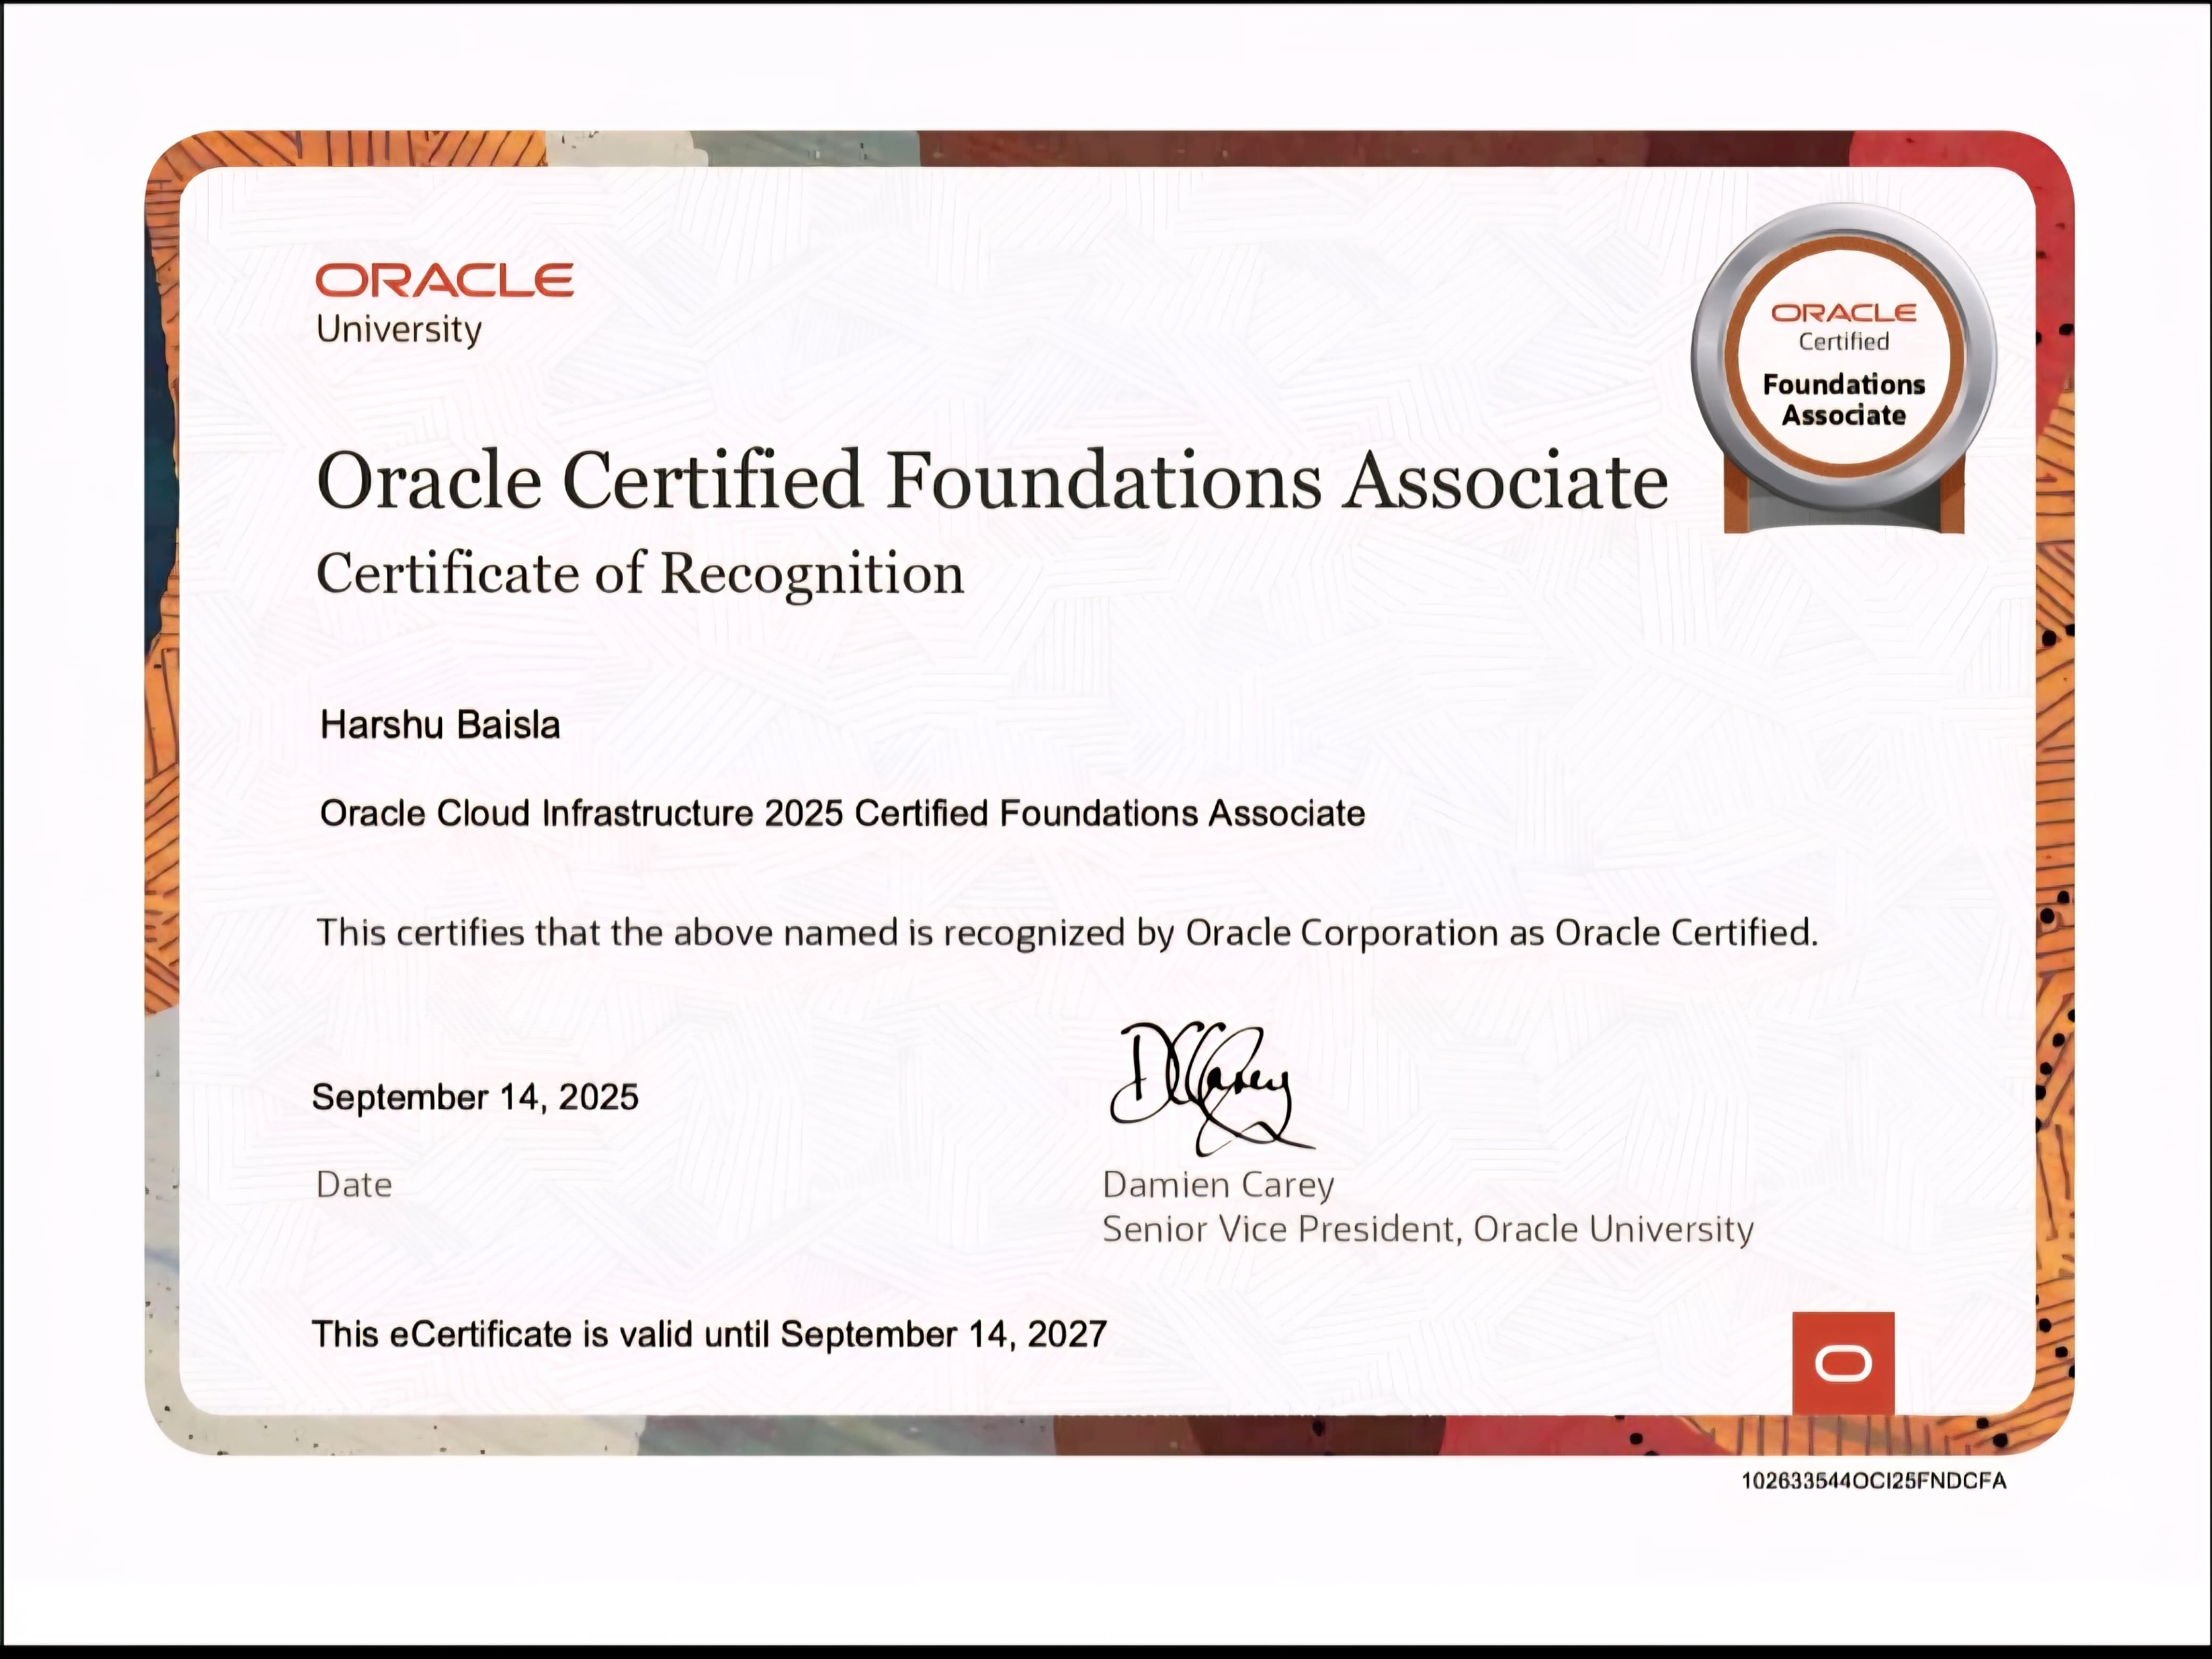 ORACLE
University
ORACLE
Certified
Foundations
Associate
Oracle Certified Foundations Associate
Certificate of Recognition
Harshu Baisla
Oracle Cloud Infrastructure 2025 Certified Foundations Associate
This certifies that the above named is recognized by Oracle Corporation as Oracle Certified.
September 14, 2025
Date
DCCarey
Damien Carey
Senior Vice President, Oracle University
This eCertificate is valid until September 14, 2027
102633544OCI25FNDCFA